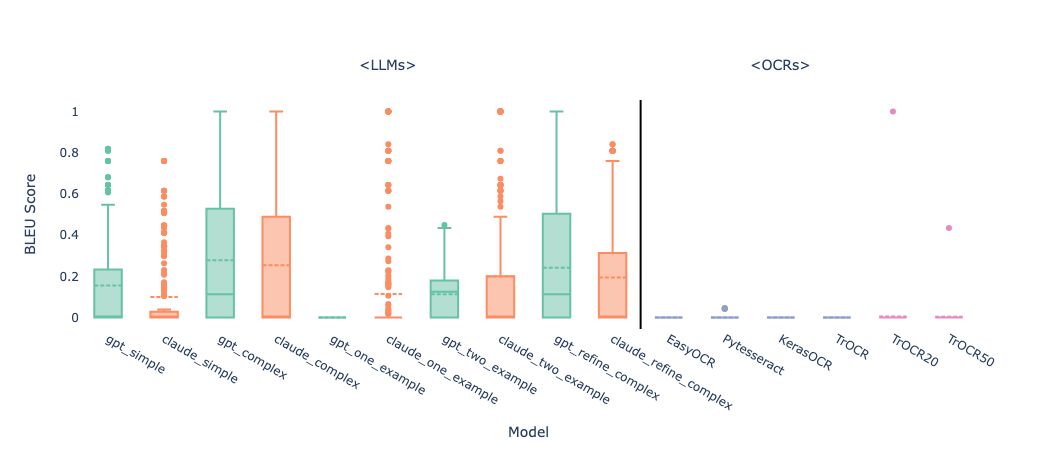 <LLMs>
<OCRs>
BLEU Score
1
0.8
0.6
0.4
0.2
0
gpt_simple
claude_simple
gpt_complex
claude_complex
gpt_one_example
claude_one_example
gpt_two_example
claude_two_example
gpt_refine_complex
claude_refine_complex
EasyOCR
Pytesseract
KerasOCR
TrOCR
TrOCR20
TrOCR50
Model